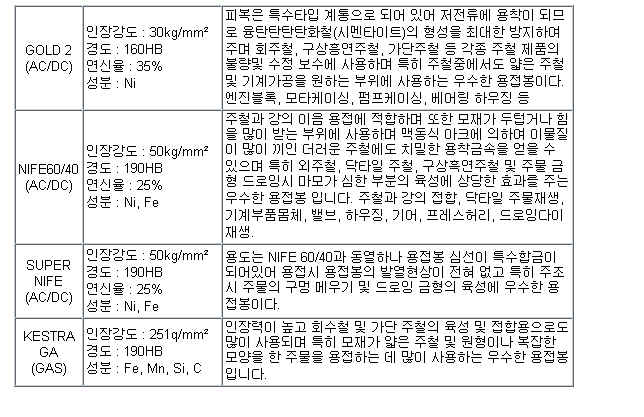 GOLD 2
(AC/DC)
인장강도 : 30kg/mm²
경도 : 160HB
연신율 : 35%
성분 : Ni
피복은 특수타입 계통으로 되어 있어 저전류에 용착이 되므
로 융탄탄탄탄화철(시멘타이트)의 형성을 최대한 방지하며
주며 회주철, 구상흑연주철, 가단주철 등 각종 주철 제품의
불량및 수정 보수에 사용하며 특히 주철중에서도 얇은 주철
및 기계가공을 원하는 부위에 사용하는 우수한 용접봉이다.
엔진블록, 모타케이싱, 펌프케이싱, 베어링 하우징 등
NIFE60/40
(AC/DC)
인장강도 : 50kg/mm²
경도 : 190HB
연신율 : 25%
성분 : Ni, Fe
주철과 강의 이음 용접에 적합하며 또한 모재가 두텁거나 힘
을 많이 받는 부위에 사용하며 맥동식 아크에 의하여 이물질
이 많이 끼인 더러운 주철에도 치밀한 용착금속을 얻을 수
있으며 특히 외주철, 닥타일 주철, 구상흑연주철 및 주물 금
형 드로잉시 마모가 심한 부분의 육성에 상당한 효과를 주는
우수한 용접봉 입니다. 주철과 강의 접합, 닥타일 주물재생,
기계부품몸체, 밸브, 하우징, 기어, 프레스허리, 드로잉다이
재생.
SUPER
NIFE
(AC/DC)
인장강도 : 50kg/mm²
경도 : 190HB
연신율 : 25%
성분 : Ni, Fe
용도는 NIFE 60/40과 동열하나 용접봉 심선이 특수합금이
되어있어 용접시 용접봉의 발열현상이 전혀 없고 특히 주조
시 주물의 구멍 메우기 및 드로잉 금형의 육성에 우수한 용
접봉이다.
KESTRA
GA
(GAS)
인장강도 : 251q/mm²
경도 : 190HB
성분 : Fe, Mn, Si, C
인장력이 높고 회수철 및 가단 주철의 육성 및 접합용으로도
많이 사용되며 특히 모재가 얇은 주철 및 원형이나 복잡한
모양을 한 주물을 용접하는 데 많이 사용하는 우수한 용접봉
입니다.